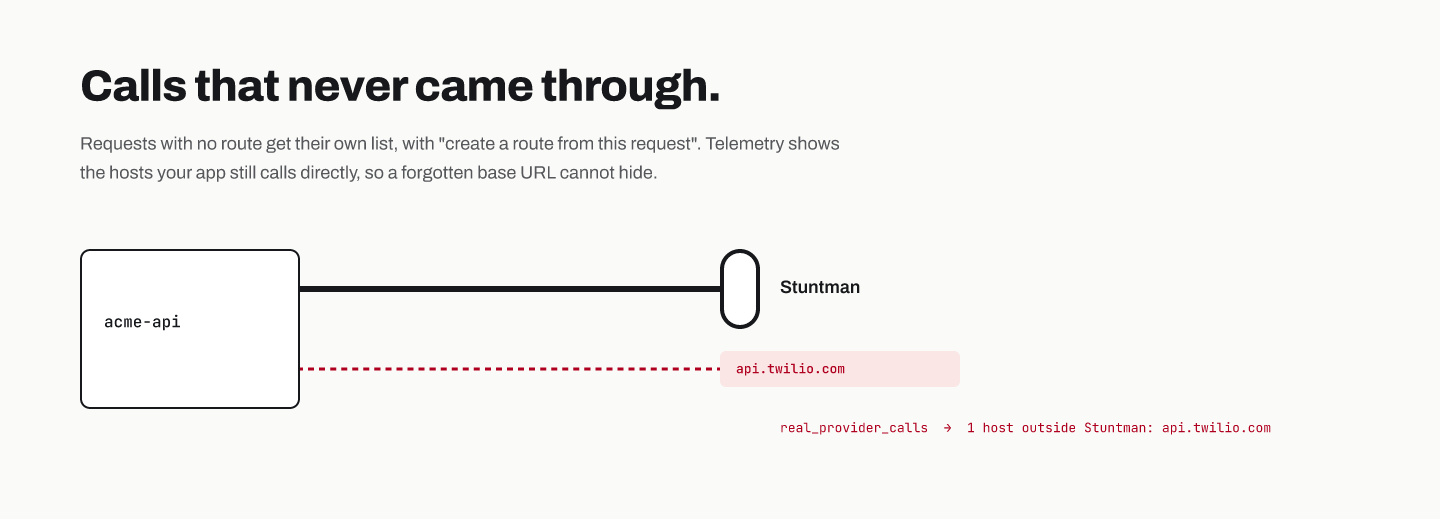 Calls that never came through.
Requests with no route get their own list, with "create a route from this request". Telemetry shows
the hosts your app still calls directly, so a forgotten base URL cannot hide.
Stuntman
acme-api
api.twilio.com
real_provider_calls → 1 host outside Stuntman: api.twilio.com